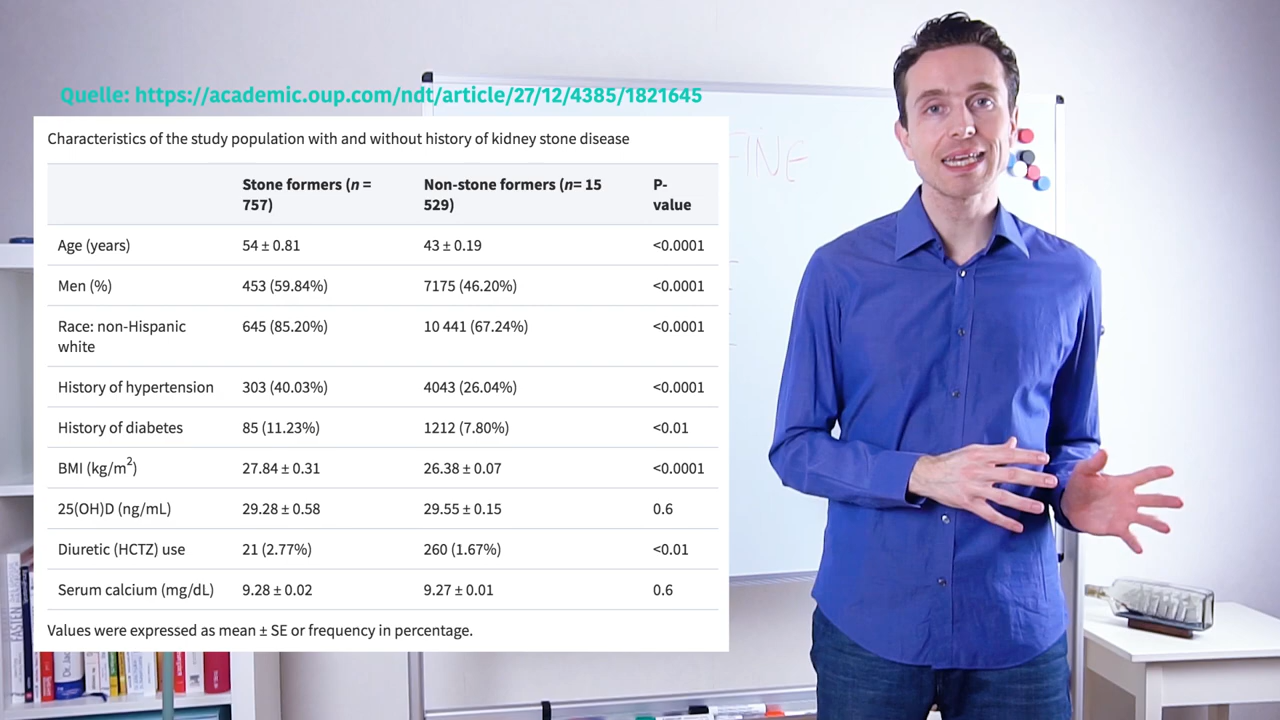 Quelle: https://academic.oup.com/ndt/article/27/12/4385/1821645
Characteristics of the study population with and without history of kidney stone disease
Stone formers (n = 757) Non-stone formers (n= 15 529) P-value
Age (years) 54 ± 0.81 43 ± 0.19 <0.0001
Men (%) 453 (59.84%) 7175 (46.20%) <0.0001
Race: non-Hispanic white 645 (85.20%) 10 441 (67.24%) <0.0001
History of hypertension 303 (40.03%) 4043 (26.04%) <0.0001
History of diabetes 85 (11.23%) 1212 (7.80%) <0.01
BMI (kg/m²) 27.84 ± 0.31 26.38 ± 0.07 <0.0001
25(OH)D (ng/mL) 29.28 ± 0.58 29.55 ± 0.15 0.6
Diuretic (HCTZ) use 21 (2.77%) 260 (1.67%) <0.01
Serum calcium (mg/dL) 9.28 ± 0.02 9.27 ± 0.01 0.6
Values were expressed as mean ± SE or frequency in percentage.